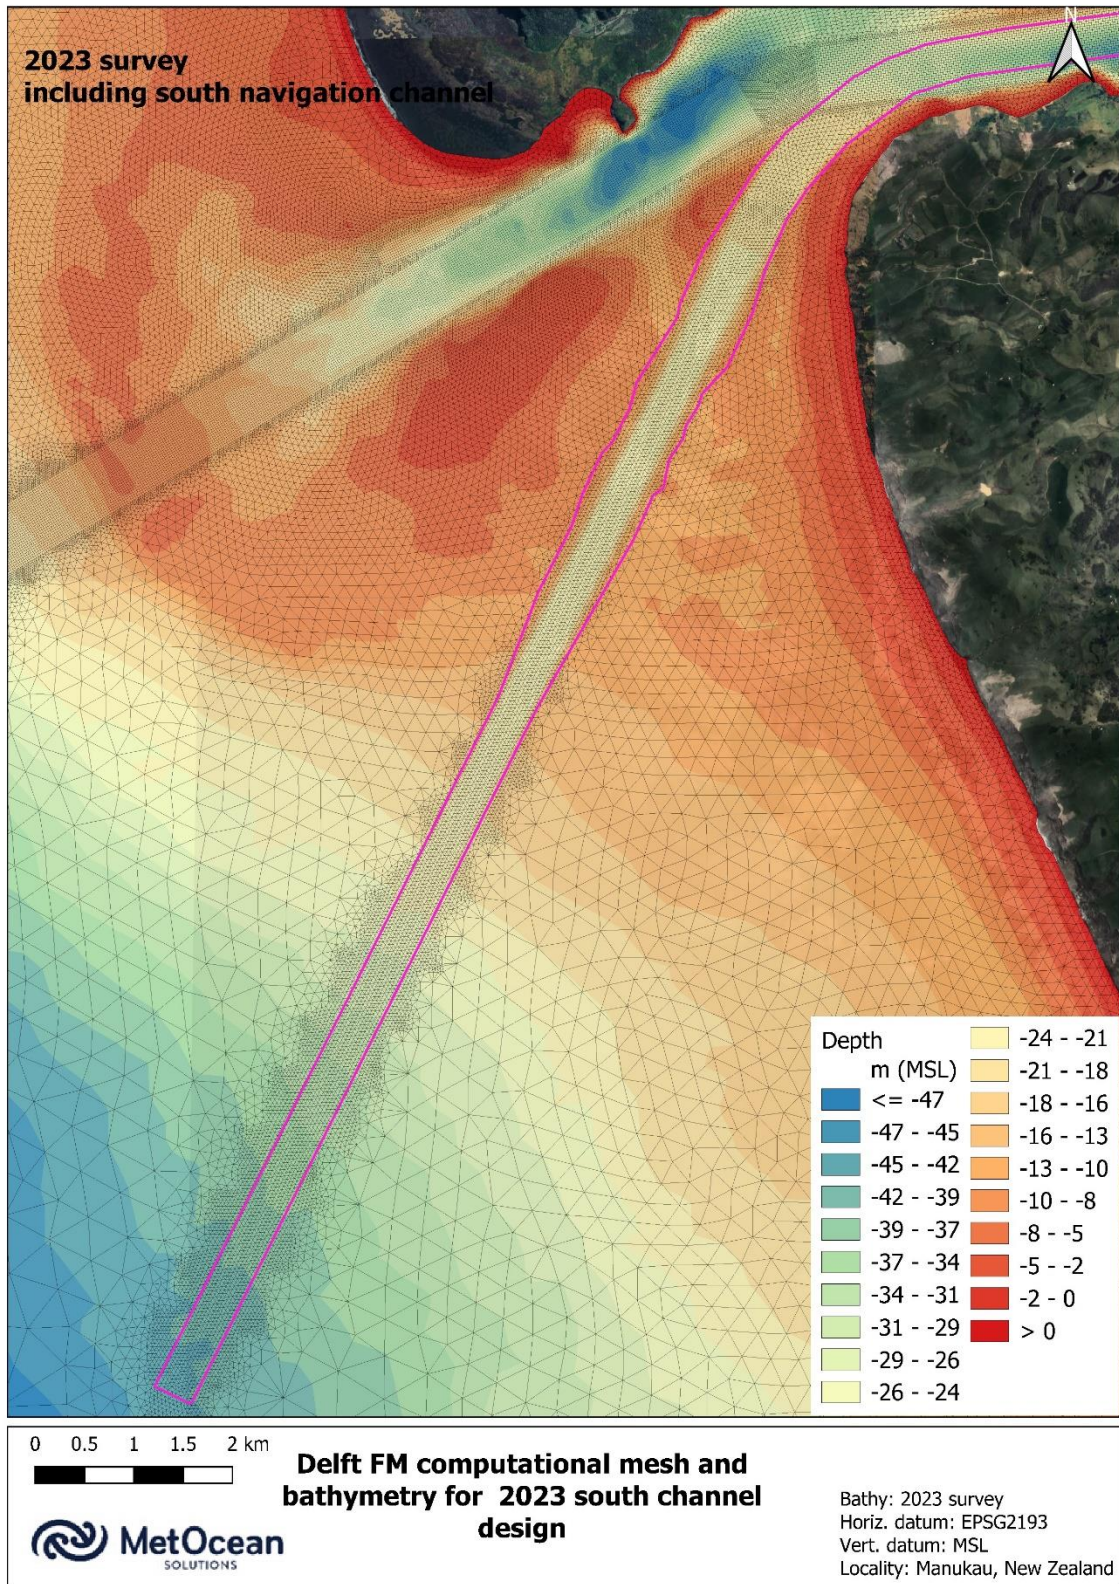 2023 survey
including south navigation channel
N
Depth
m (MSL)
<= -47
-47 - -45
-45 - -42
-42 - -39
-39 - -37
-37 - -34
-34 - -31
-31 - -29
-29 - -26
-26 - -24
-24 - -21
-21 - -18
-18 - -16
-16 - -13
-13 - -10
-10 - -8
-8 - -5
-5 - -2
-2 - 0
> 0
0 0.5 1 1.5 2 km
MetOcean
SOLUTIONS
Delft FM computational mesh and
bathymetry for 2023 south channel
design
Bathy: 2023 survey
Horiz. datum: EPSG2193
Vert. datum: MSL
Locality: Manukau, New Zealand